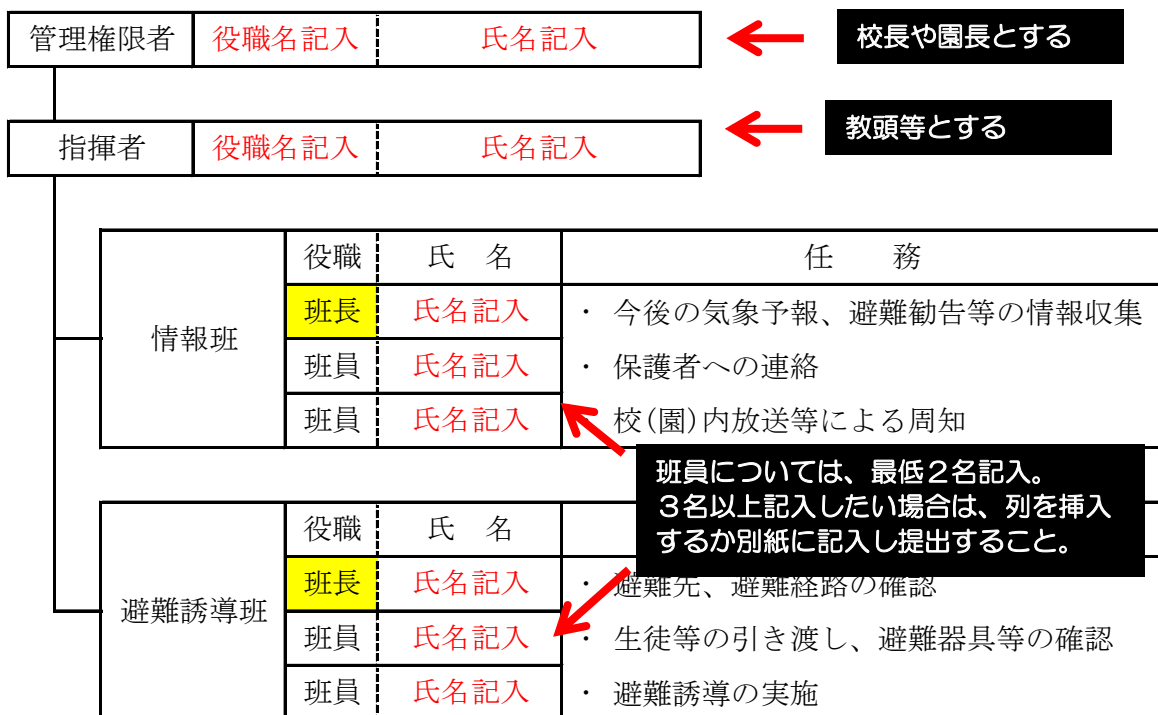 管理権限者 役職名記入 氏名記入
校長や園長とする
指揮者 役職名記入 氏名記入
教頭等とする
情報班
役職 氏 名 任 務
班長 氏名記入 ・ 今後の気象予報、避難勧告等の情報収集
班員 氏名記入 ・ 保護者への連絡
班員 氏名記入 校(園)内放送等による周知
班員については、最低２名記入。
３名以上記入したい場合は、列を挿入
するか別紙に記入し提出すること。
避難誘導班
役職 氏 名
班長 氏名記入 ・ 避難先、避難経路の確認
班員 氏名記入 ・ 生徒等の引き渡し、避難器具等の確認
班員 氏名記入 ・ 避難誘導の実施